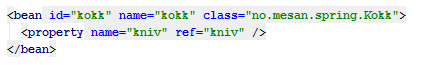 <bean id="kokk" name="kokk" class="no.mesan.spring.Kokk">
<property name="kniv" ref="kniv" />
</bean>